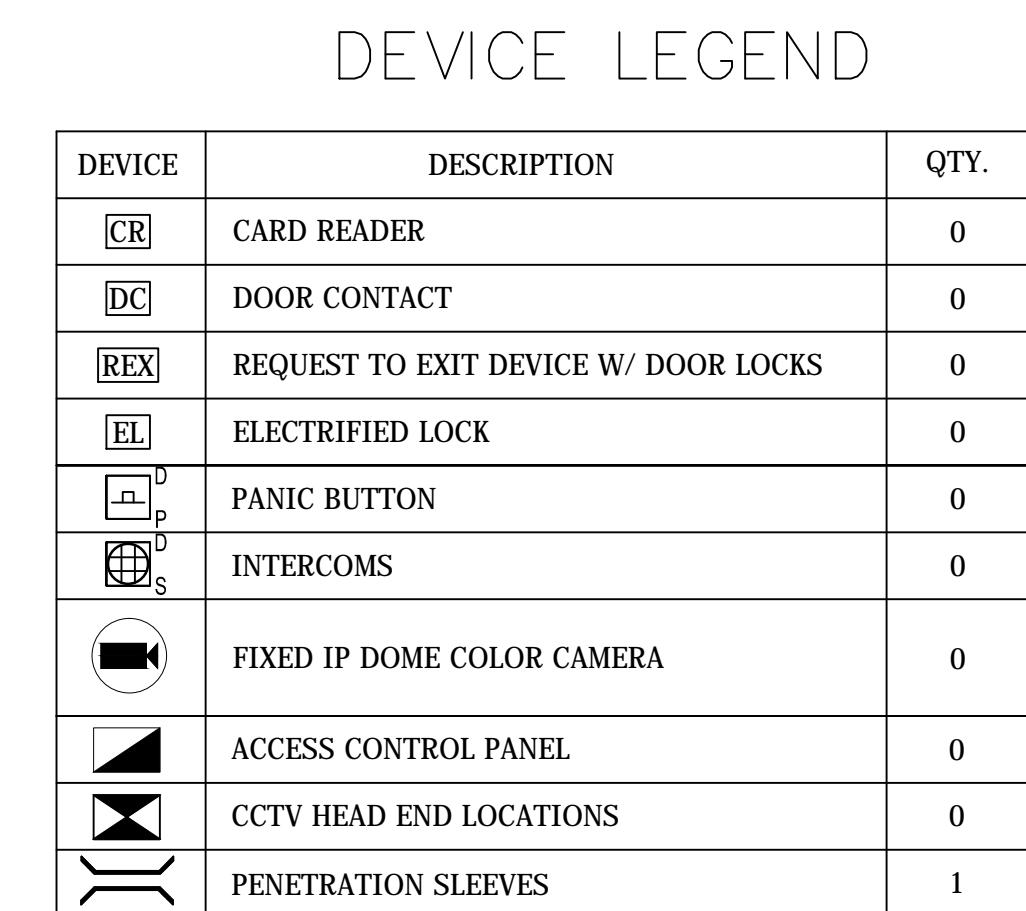 DEVICE LEGEND
DEVICE DESCRIPTION QTY.
CR CARD READER 0
DC DOOR CONTACT 0
REX REQUEST TO EXIT DEVICE W/ DOOR LOCKS 0
EL ELECTRIFIED LOCK 0
D P PANIC BUTTON 0
D S INTERCOMS 0
FIXED IP DOME COLOR CAMERA 0
ACCESS CONTROL PANEL 0
CCTV HEAD END LOCATIONS 0
PENETRATION SLEEVES 1